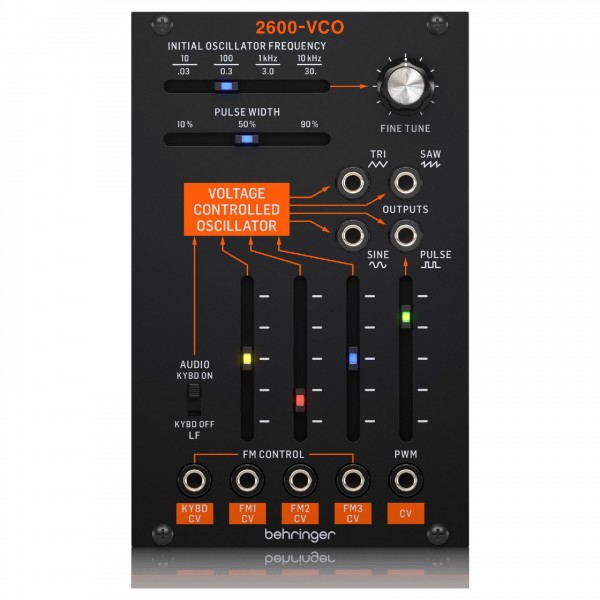 2600-VCO
INITIAL OSCILLATOR FREQUENCY
10 100 1 kHz 10 kHz
.03 0.3 3.0 30.
PULSE WIDTH
10% 50% 90%
FINE TUNE
TRI SAW
VOLTAGE
CONTROLLED
OSCILLATOR
OUTPUTS
SINE PULSE
AUDIO
KYBD ON
KYBD OFF
LF
FM CONTROL PWM
KYBD CV
FM1 CV
FM2 CV
FM3 CV
CV
behringer